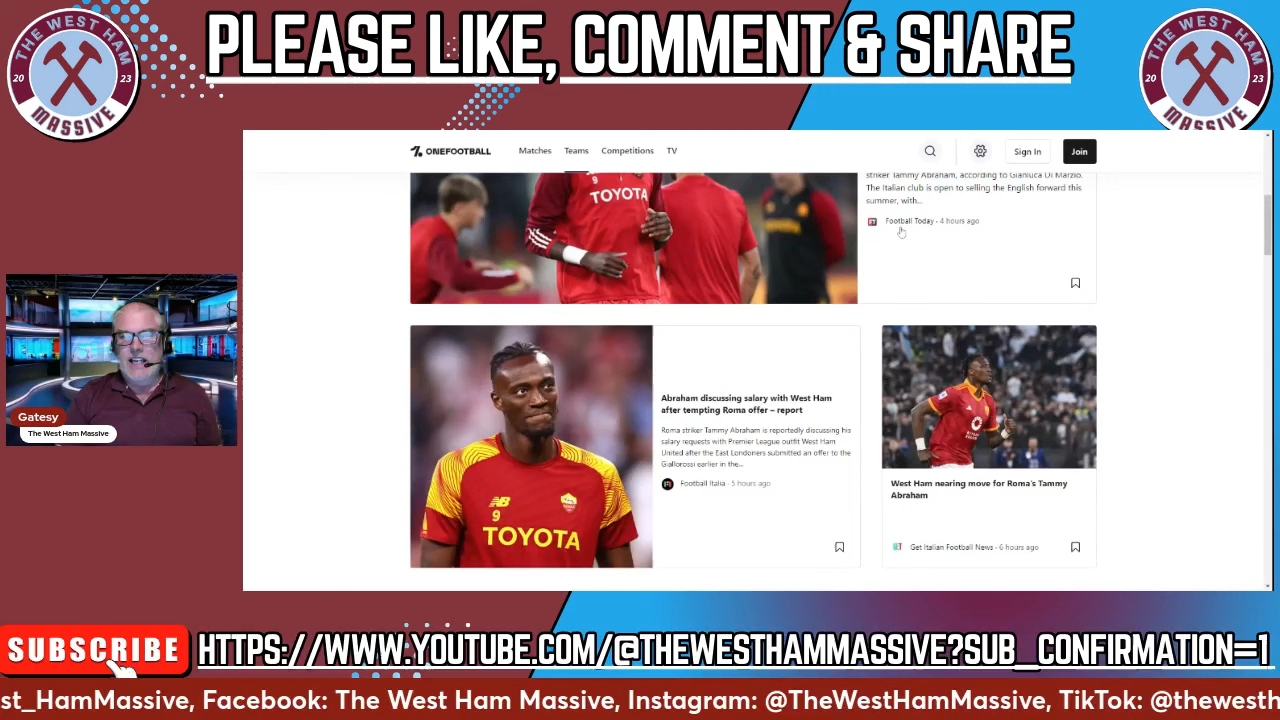 PLEASE LIKE, COMMENT & SHARE
THE WEST HAM
20 23
MASSIVE
THE WEST HAM
20 23
MASSIVE
ONEFOOTBALL
Matches Teams Competitions TV
Sign In Join
striker Tammy Abraham, according to Gianluca Di Marzio.
The Italian club is open to selling the English forward this
summer, with...
Football Today · 4 hours ago
9
TOYOTA
Abraham discussing salary with West Ham
after tempting Roma offer – report
Roma striker Tammy Abraham is reportedly discussing his
salary requests with Premier League outfit West Ham
United after the East Londoners submitted an offer to the
Giallorossi earlier in the...
Football Italia · 5 hours ago
NB
9
TOYOTA
West Ham nearing move for Roma's Tammy
Abraham
Get Italian Football News · 6 hours ago
Gatesy
The West Ham Massive
SUBSCRIBE
HTTPS://WWW.YOUTUBE.COM/@THEWESTHAMMASSIVE?SUB_CONFIRMATION=1
st_HamMassive, Facebook: The West Ham Massive, Instagram: @TheWestHamMassive, TikTok: @thewesth